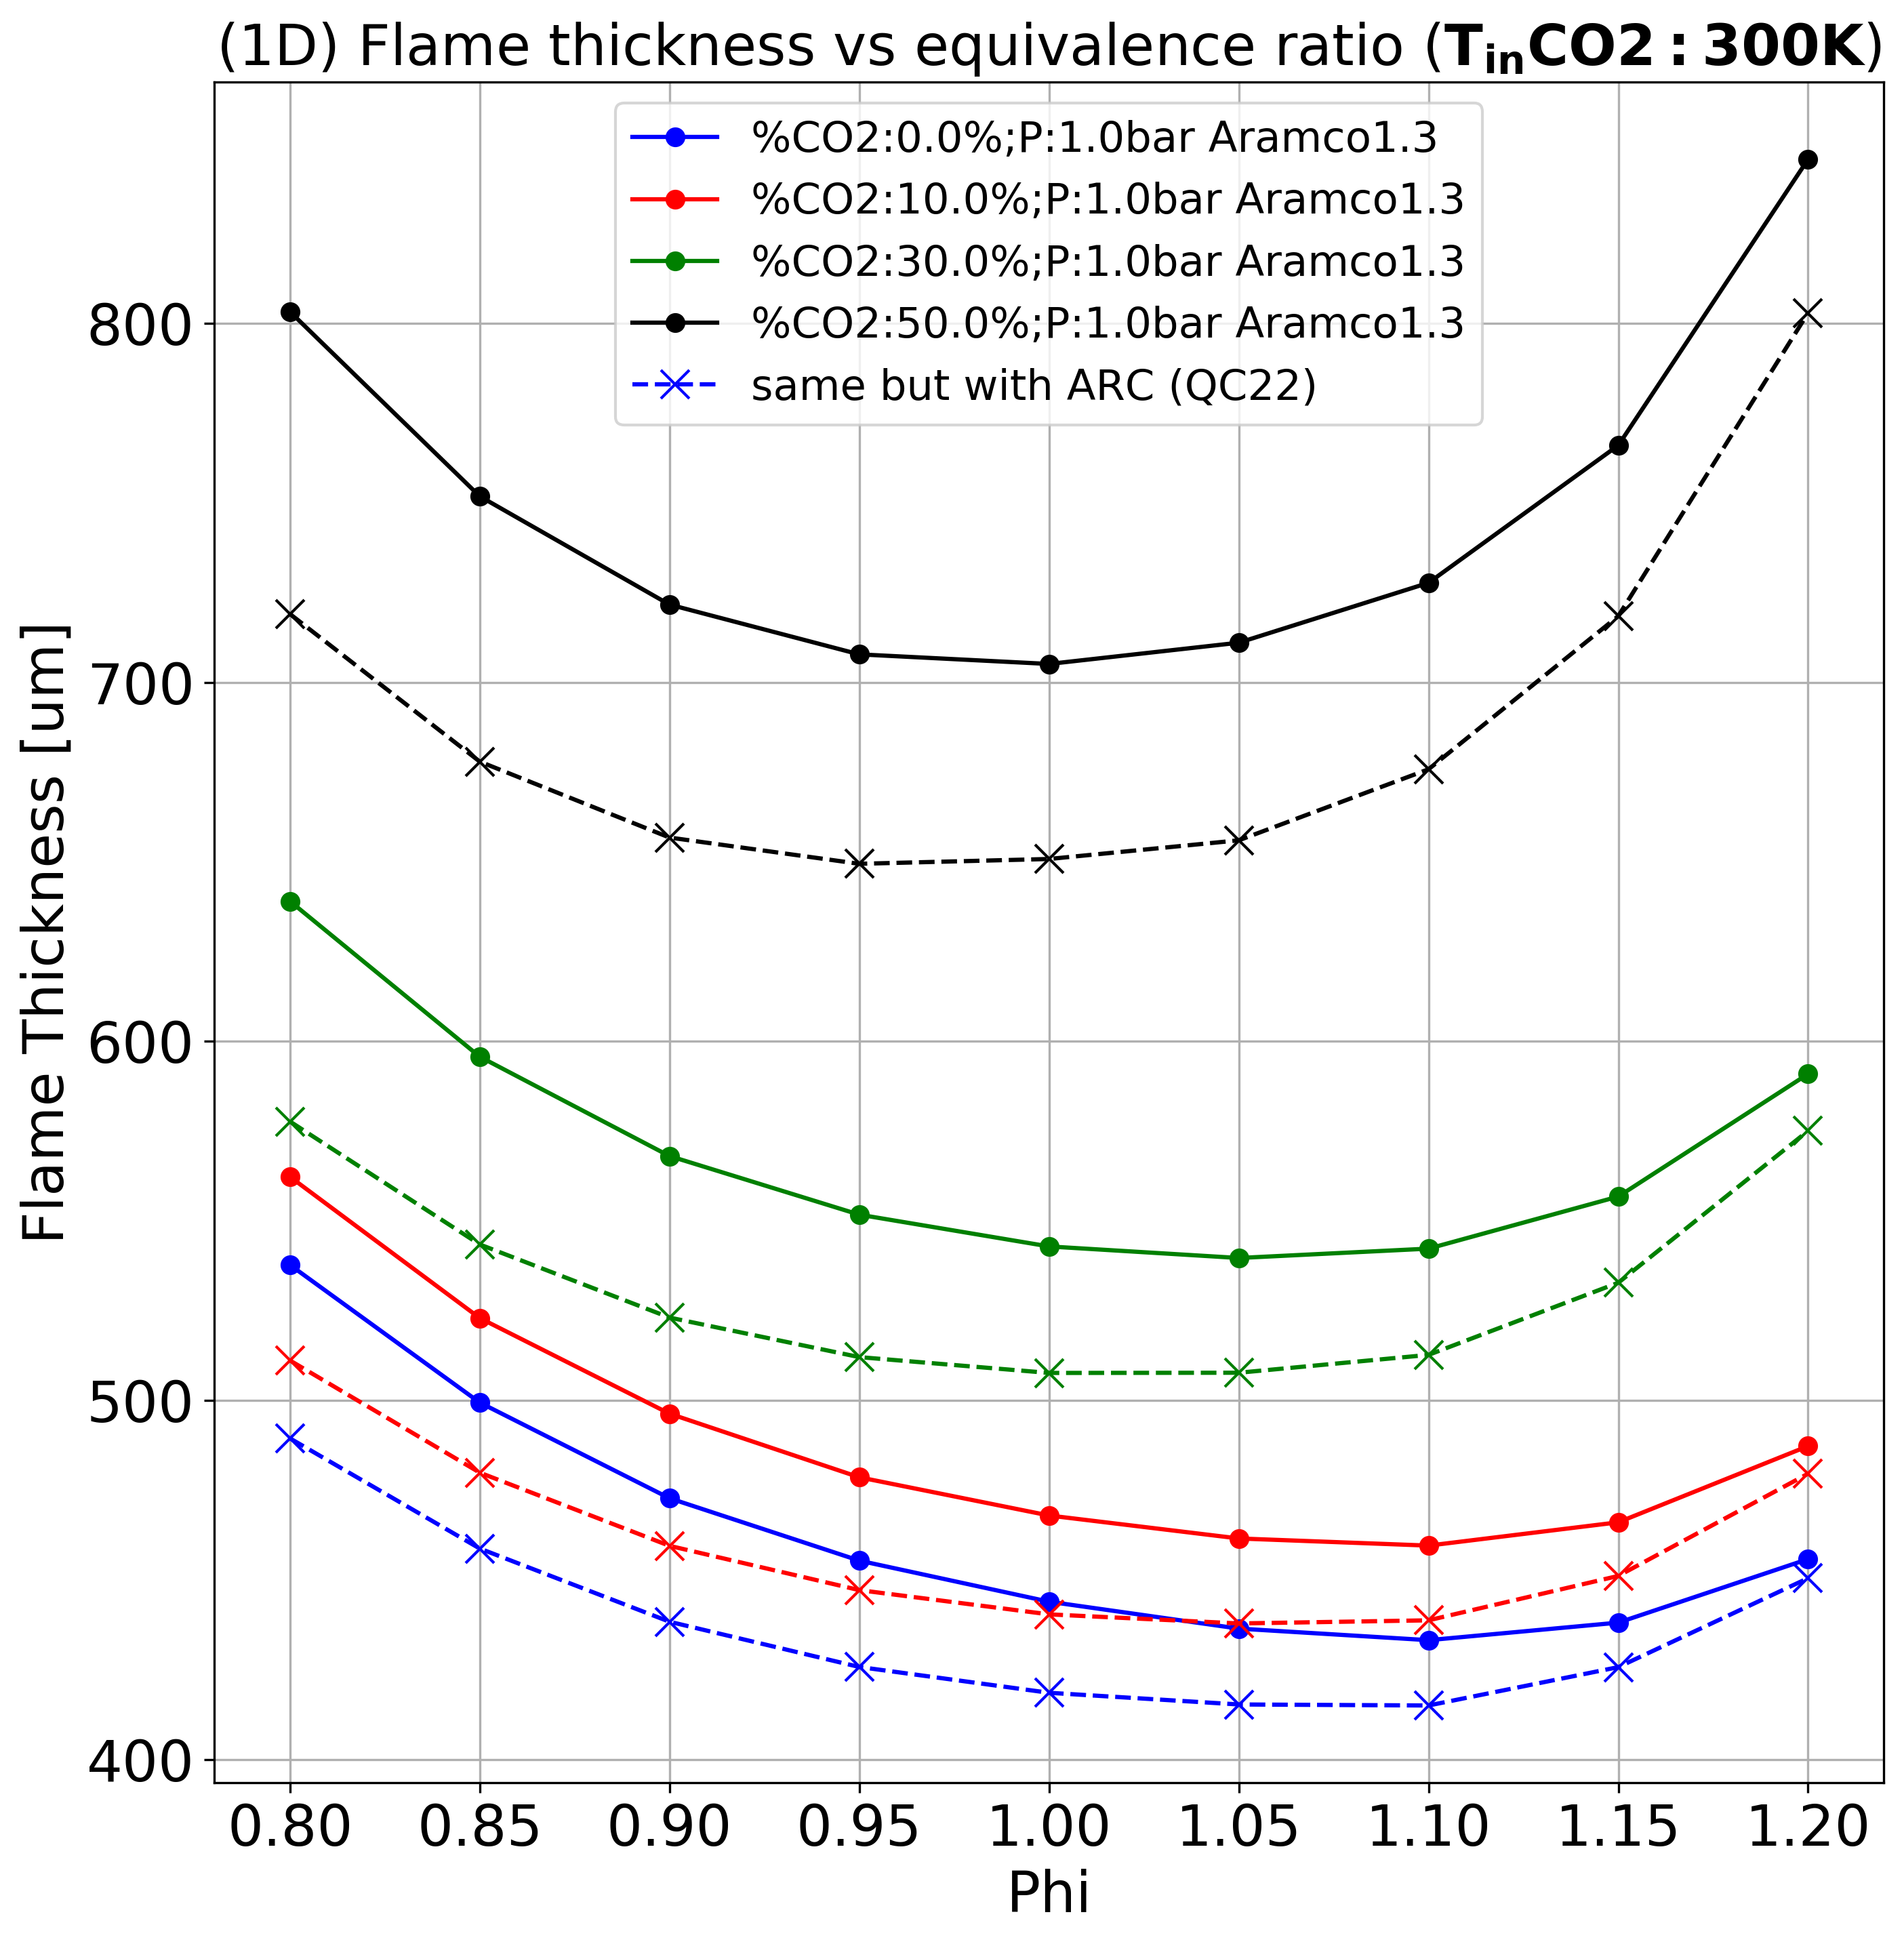 (1D) Flame thickness vs equivalence ratio (TinCO2 : 300K)
%CO2:0.0%;P:1.0bar Aramco1.3
%CO2:10.0%;P:1.0bar Aramco1.3
%CO2:30.0%;P:1.0bar Aramco1.3
%CO2:50.0%;P:1.0bar Aramco1.3
same but with ARC (QC22)
Flame Thickness [um]
800
700
600
500
400
0.80 0.85 0.90 0.95 1.00 1.05 1.10 1.15 1.20
Phi